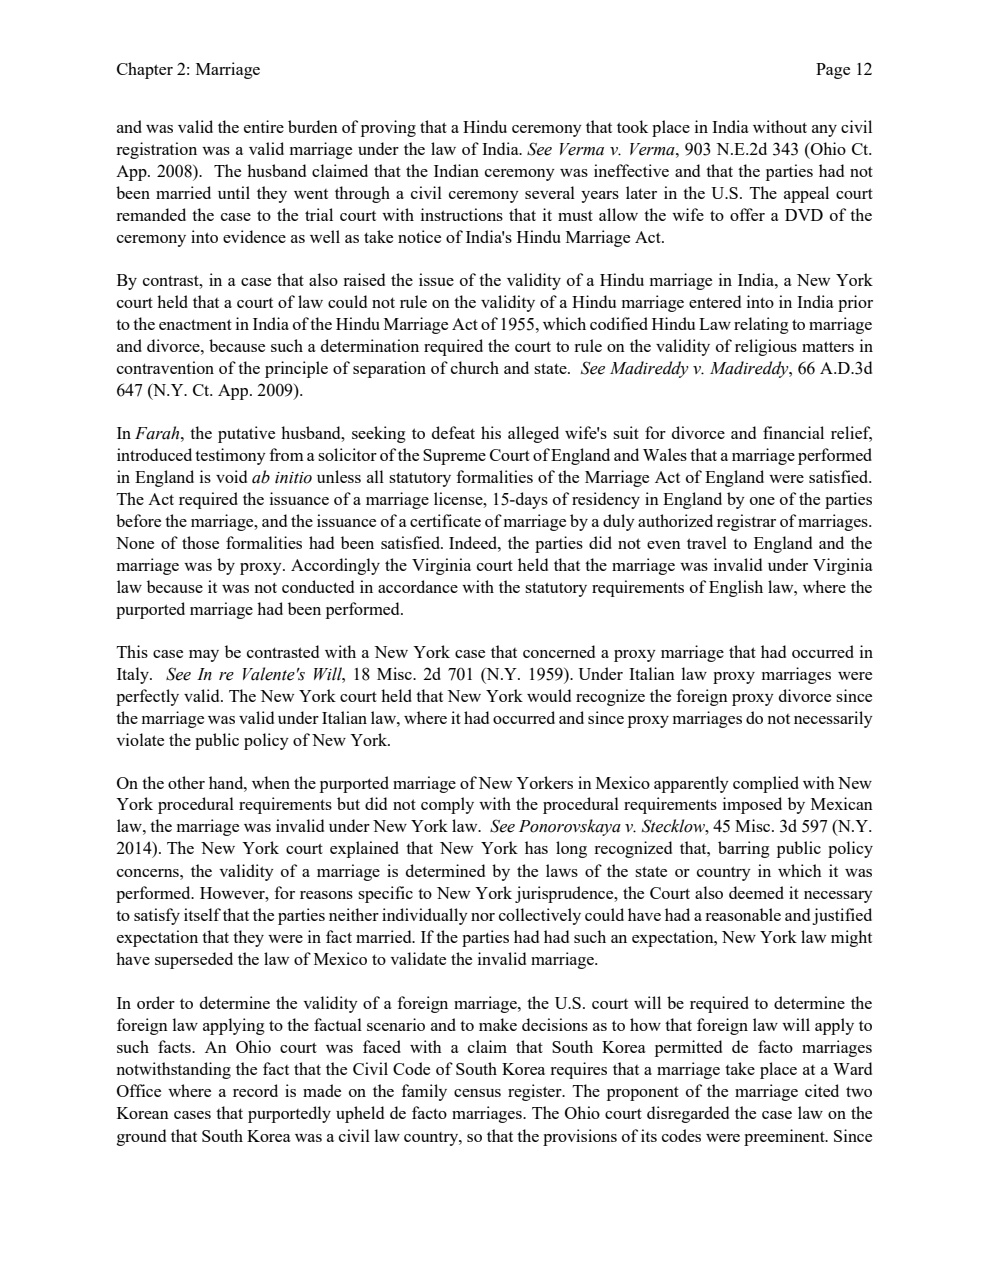 Chapter 2: Marriage Page 12
and was valid the entire burden of proving that a Hindu ceremony that took place in India without any civil
registration was a valid marriage under the law of India. See Verma v. Verma, 903 N.E.2d 343 (Ohio Ct.
App. 2008). The husband claimed that the Indian ceremony was ineffective and that the parties had not
been married until they went through a civil ceremony several years later in the U.S. The appeal court
remanded the case to the trial court with instructions that it must allow the wife to offer a DVD of the
ceremony into evidence as well as take notice of India's Hindu Marriage Act.
By contrast, in a case that also raised the issue of the validity of a Hindu marriage in India, a New York
court held that a court of law could not rule on the validity of a Hindu marriage entered into in India prior
to the enactment in India of the Hindu Marriage Act of 1955, which codified Hindu Law relating to marriage
and divorce, because such a determination required the court to rule on the validity of religious matters in
contravention of the principle of separation of church and state. See Madireddy v. Madireddy, 66 A.D.3d
647 (N.Y. Ct. App. 2009).
In Farah, the putative husband, seeking to defeat his alleged wife's suit for divorce and financial relief,
introduced testimony from a solicitor of the Supreme Court of England and Wales that a marriage performed
in England is void ab initio unless all statutory formalities of the Marriage Act of England were satisfied.
The Act required the issuance of a marriage license, 15-days of residency in England by one of the parties
before the marriage, and the issuance of a certificate of marriage by a duly authorized registrar of marriages.
None of those formalities had been satisfied. Indeed, the parties did not even travel to England and the
marriage was by proxy. Accordingly the Virginia court held that the marriage was invalid under Virginia
law because it was not conducted in accordance with the statutory requirements of English law, where the
purported marriage had been performed.
This case may be contrasted with a New York case that concerned a proxy marriage that had occurred in
Italy. See In re Valente's Will, 18 Misc. 2d 701 (N.Y. 1959). Under Italian law proxy marriages were
perfectly valid. The New York court held that New York would recognize the foreign proxy divorce since
the marriage was valid under Italian law, where it had occurred and since proxy marriages do not necessarily
violate the public policy of New York.
On the other hand, when the purported marriage of New Yorkers in Mexico apparently complied with New
York procedural requirements but did not comply with the procedural requirements imposed by Mexican
law, the marriage was invalid under New York law. See Ponorovskaya v. Stecklow, 45 Misc. 3d 597 (N.Y.
2014). The New York court explained that New York has long recognized that, barring public policy
concerns, the validity of a marriage is determined by the laws of the state or country in which it was
performed. However, for reasons specific to New York jurisprudence, the Court also deemed it necessary
to satisfy itself that the parties neither individually nor collectively could have had a reasonable and justified
expectation that they were in fact married. If the parties had had such an expectation, New York law might
have superseded the law of Mexico to validate the invalid marriage.
In order to determine the validity of a foreign marriage, the U.S. court will be required to determine the
foreign law applying to the factual scenario and to make decisions as to how that foreign law will apply to
such facts. An Ohio court was faced with a claim that South Korea permitted de facto marriages
notwithstanding the fact that the Civil Code of South Korea requires that a marriage take place at a Ward
Office where a record is made on the family census register. The proponent of the marriage cited two
Korean cases that purportedly upheld de facto marriages. The Ohio court disregarded the case law on the
ground that South Korea was a civil law country, so that the provisions of its codes were preeminent. Since